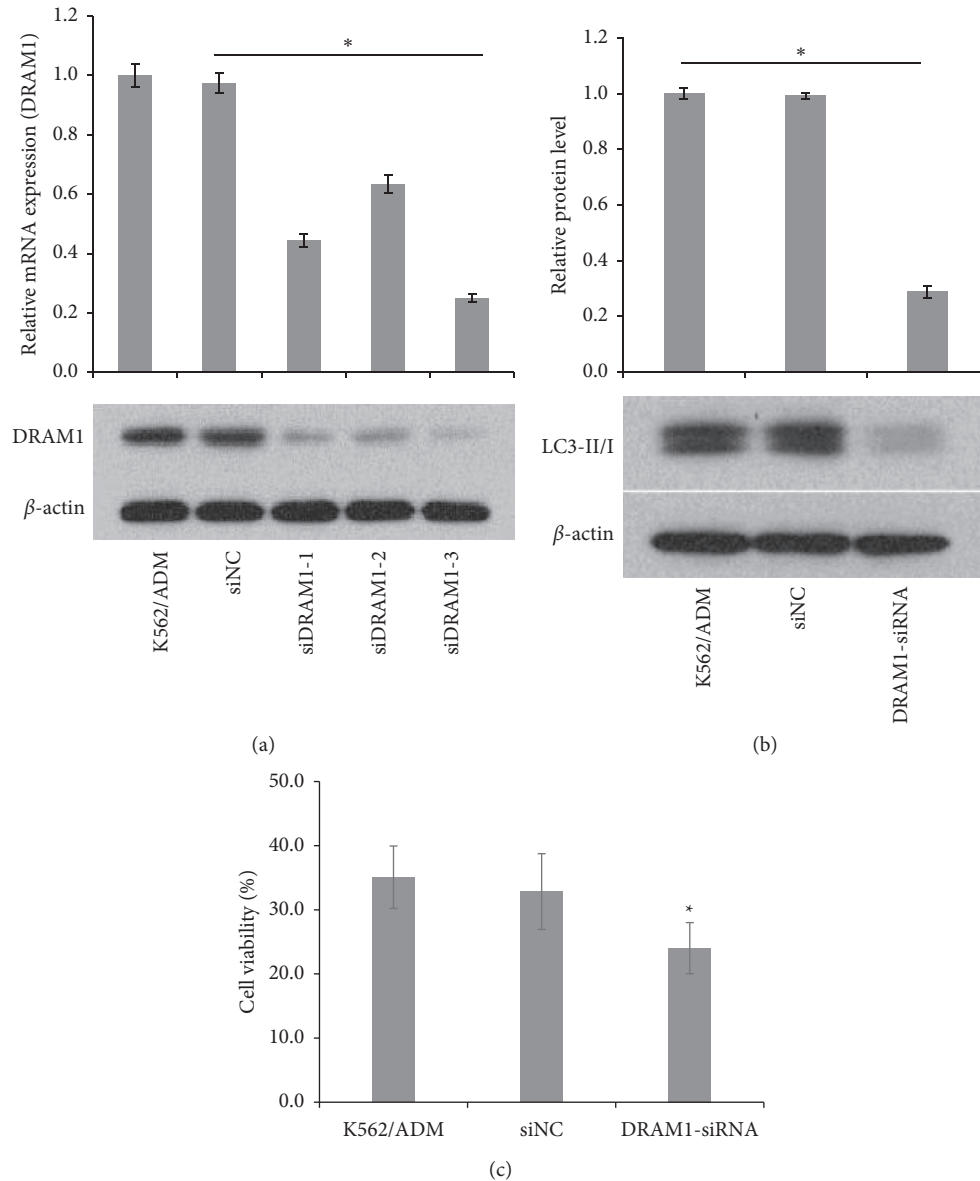 Relative mRNA expression (DRAM1)
1.2
1.0
0.8
0.6
0.4
0.2
0.0
*
DRAM1
β-actin
K562/ADM
siNC
siDRAM1-1
siDRAM1-2
siDRAM1-3
(a)
Relative protein level
1.2
1.0
0.8
0.6
0.4
0.2
0.0
*
LC3-II/I
β-actin
K562/ADM
siNC
DRAM1-siRNA
(b)
Cell viability (%)
50.0
40.0
30.0
20.0
10.0
0.0
*
K562/ADM
siNC
DRAM1-siRNA
(c)